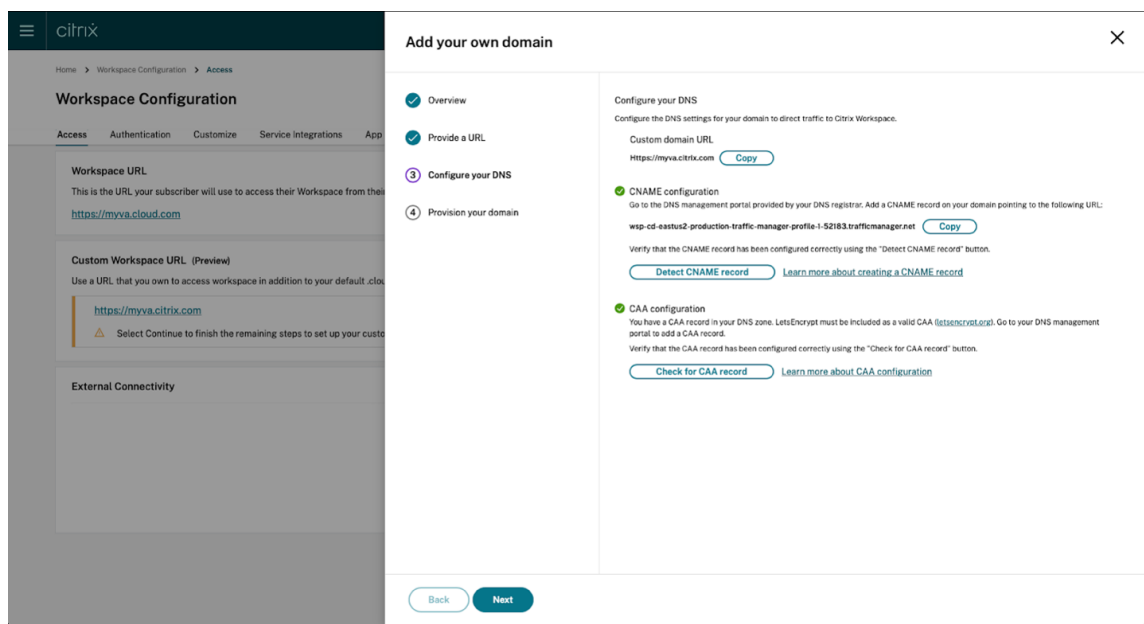 citrix
Home > Workspace Configuration > Access
Workspace Configuration
Access Authentication Customize Service Integrations App
Workspace URL
This is the URL your subscriber will use to access their Workspace from thei
https://myva.cloud.com
Custom Workspace URL (Preview)
Use a URL that you own to access workspace in addition to your default .clou
https://myva.citrix.com
Select Continue to finish the remaining steps to set up your custo
External Connectivity
Add your own domain
Overview
Provide a URL
3 Configure your DNS
4 Provision your domain
Configure your DNS
Configure the DNS settings for your domain to direct traffic to Citrix Workspace.
Custom domain URL
Https://myva.citrix.com Copy
CNAME configuration
Go to the DNS management portal provided by your DNS registrar. Add a CNAME record on your domain pointing to the following URL:
wsp-cd-eastus2-production-traffic-manager-profile-1-52183.trafficmanager.net Copy
Verify that the CNAME record has been configured correctly using the "Detect CNAME record" button.
Detect CNAME record Learn more about creating a CNAME record
CAA configuration
You have a CAA record in your DNS zone. LetsEncrypt must be included as a valid CAA (letsencrypt.org). Go to your DNS management
portal to add a CAA record.
Verify that the CAA record has been configured correctly using the "Check for CAA record" button.
Check for CAA record Learn more about CAA configuration
Back Next